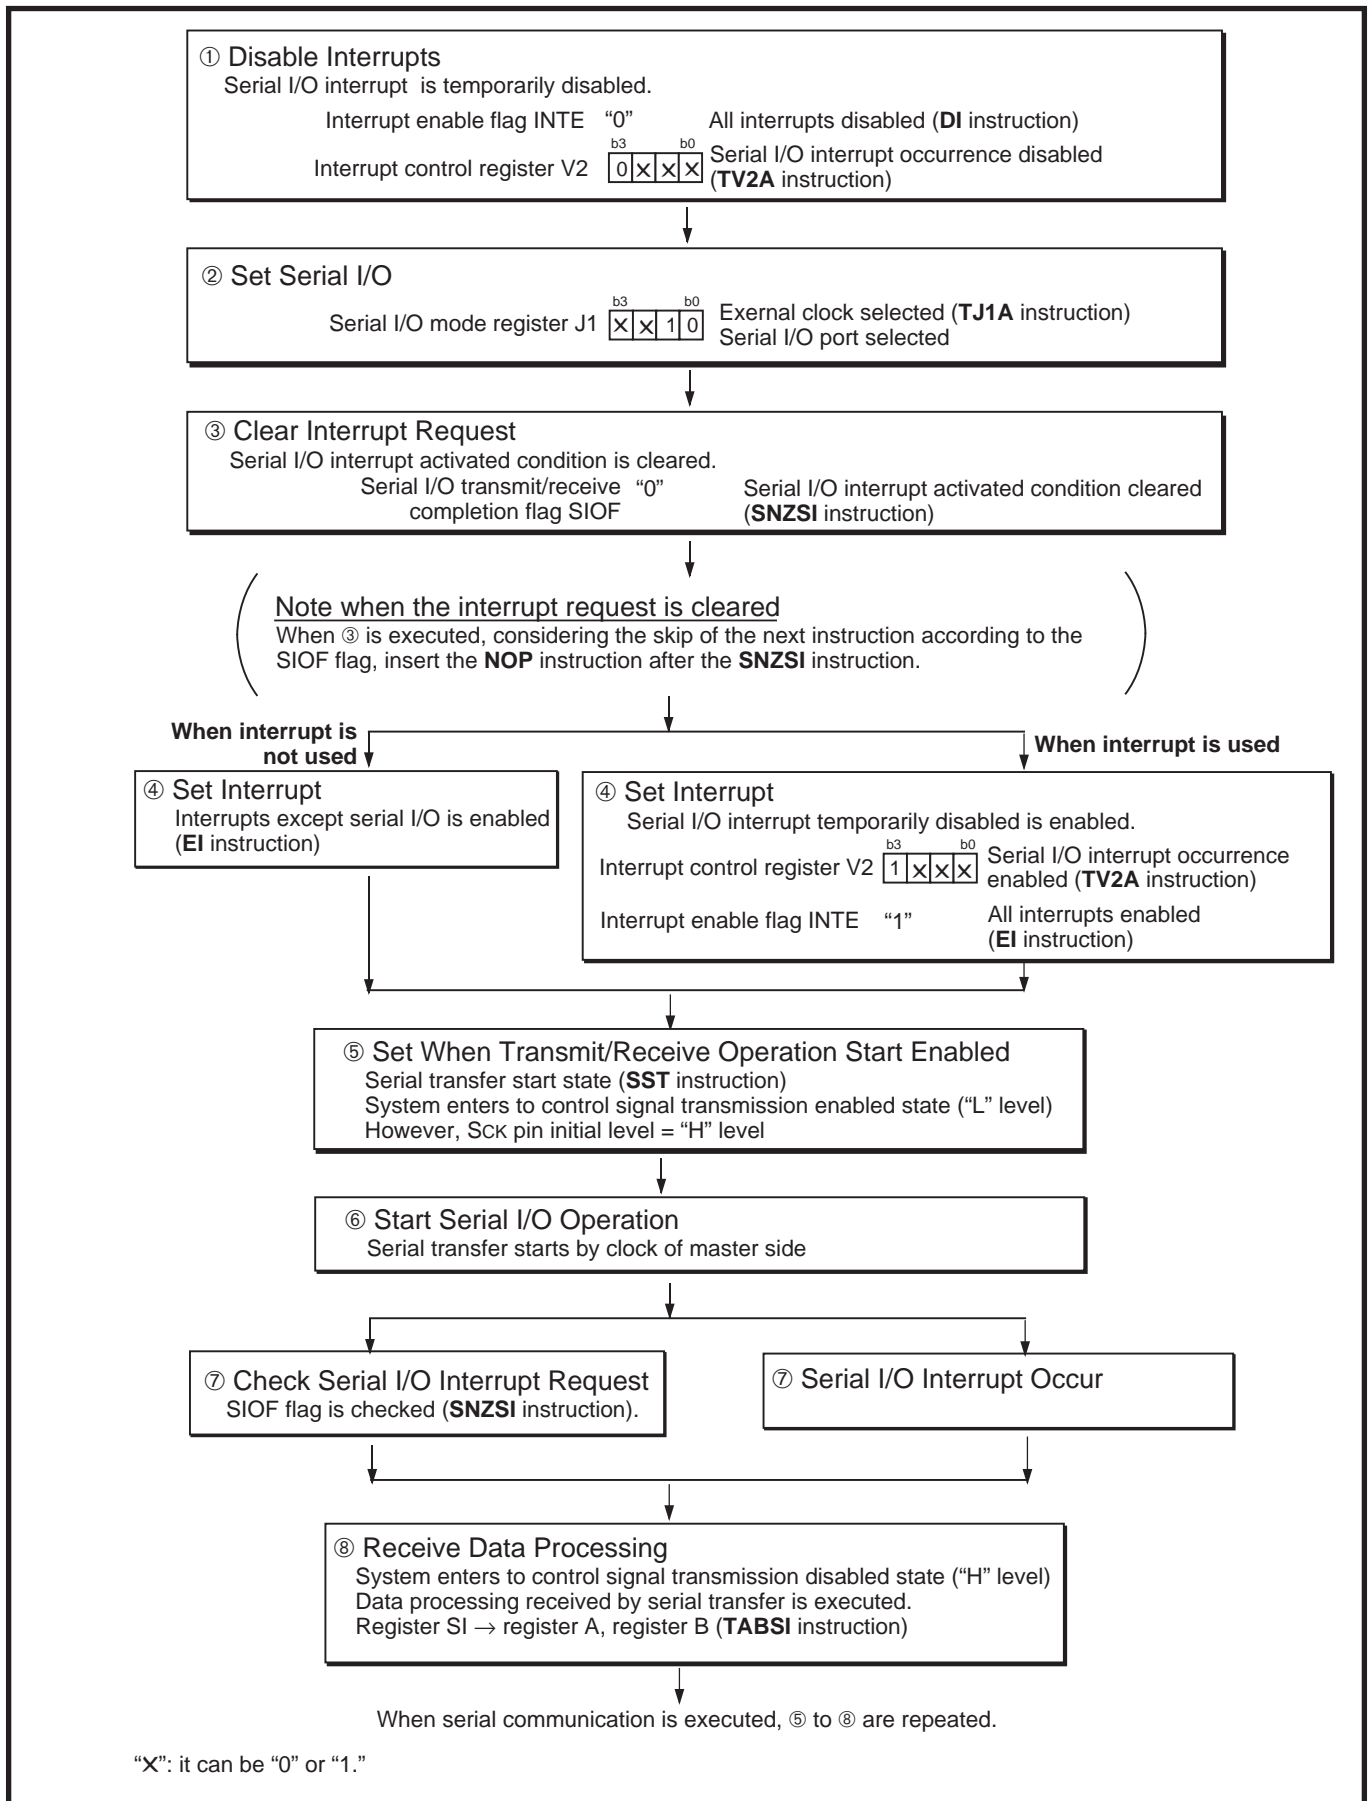 ① Disable Interrupts
Serial I/O interrupt is temporarily disabled.
Interrupt enable flag INTE “0” All interrupts disabled (DI instruction)
b3 b0
Interrupt control register V2 0 X X X Serial I/O interrupt occurrence disabled
(TV2A instruction)
② Set Serial I/O
b3 b0
Serial I/O mode register J1 X X 1 0 Exernal clock selected (TJ1A instruction)
Serial I/O port selected
③ Clear Interrupt Request
Serial I/O interrupt activated condition is cleared.
Serial I/O transmit/receive “0” Serial I/O interrupt activated condition cleared
completion flag SIOF (SNZSI instruction)
Note when the interrupt request is cleared
When ③ is executed, considering the skip of the next instruction according to the
SIOF flag, insert the NOP instruction after the SNZSI instruction.
When interrupt is
not used
When interrupt is used
④ Set Interrupt
Interrupts except serial I/O is enabled
(EI instruction)
④ Set Interrupt
Serial I/O interrupt temporarily disabled is enabled.
b3 b0
Interrupt control register V2 1 X X X Serial I/O interrupt occurrence
enabled (TV2A instruction)
Interrupt enable flag INTE “1” All interrupts enabled
(EI instruction)
⑤ Set When Transmit/Receive Operation Start Enabled
Serial transfer start state (SST instruction)
System enters to control signal transmission enabled state (“L” level)
However, SCK pin initial level = “H” level
⑥ Start Serial I/O Operation
Serial transfer starts by clock of master side
⑦ Check Serial I/O Interrupt Request
SIOF flag is checked (SNZSI instruction).
⑦ Serial I/O Interrupt Occur
⑧ Receive Data Processing
System enters to control signal transmission disabled state (“H” level)
Data processing received by serial transfer is executed.
Register SI → register A, register B (TABSI instruction)
When serial communication is executed, ⑤ to ⑧ are repeated.
“X”: it can be “0” or “1.”